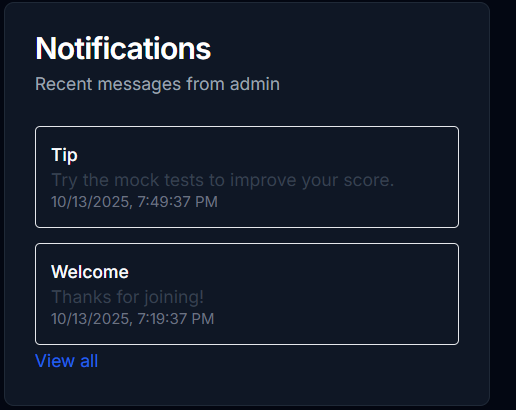 Notifications
Recent messages from admin
Tip
Try the mock tests to improve your score.
10/13/2025, 7:49:37 PM
Welcome
Thanks for joining!
10/13/2025, 7:19:37 PM
View all